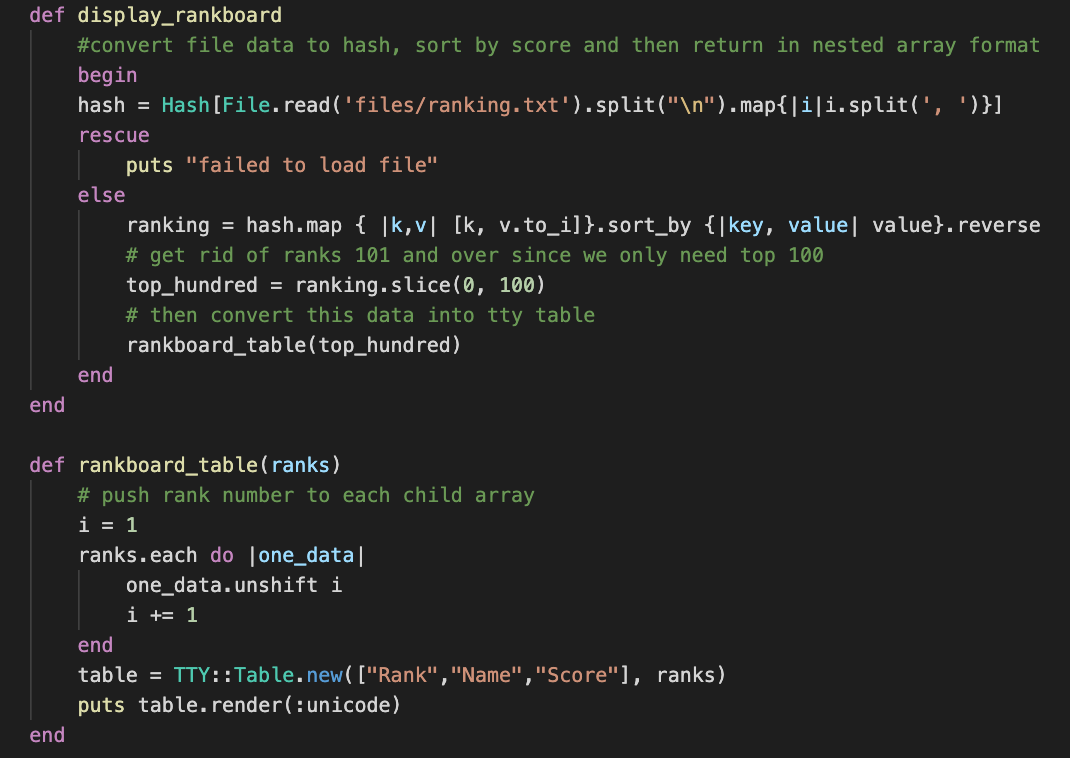 def display_rankboard
    #convert file data to hash, sort by score and then return in nested array format
    begin
    hash = Hash[File.read('files/ranking.txt').split("\n").map{|i|i.split(', ')}]
    rescue
        puts "failed to load file"
    else
        ranking = hash.map { |k,v| [k, v.to_i]}.sort_by {|key, value| value}.reverse
        # get rid of ranks 101 and over since we only need top 100
        top_hundred = ranking.slice(0, 100)
        # then convert this data into tty table
        rankboard_table(top_hundred)
    end
end

def rankboard_table(ranks)
    # push rank number to each child array
    i = 1
    ranks.each do |one_data|
        one_data.unshift i
        i += 1
    end
    table = TTY::Table.new(["Rank","Name","Score"], ranks)
    puts table.render(:unicode)
end